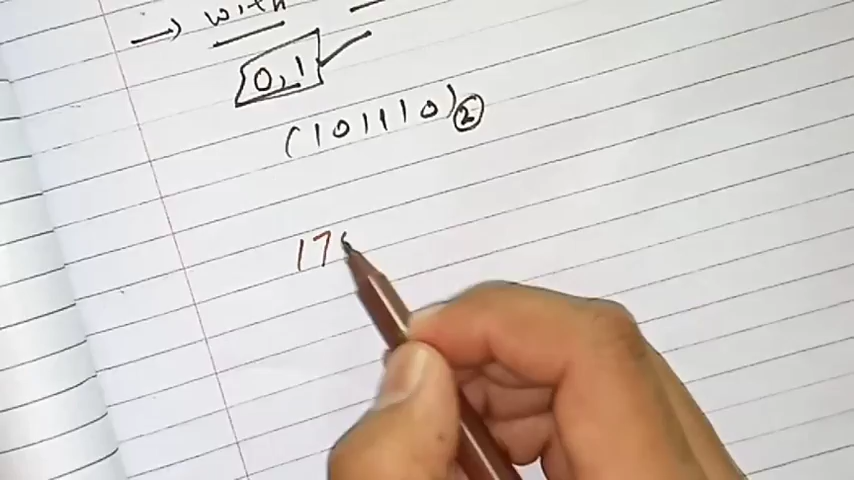 → with
0,1
(101110)2
17